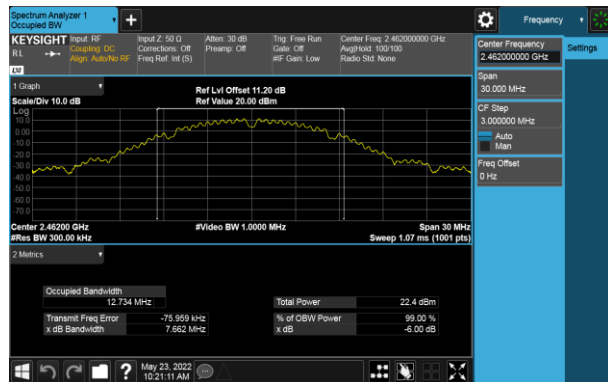 Spectrum Analyzer 1
Occupied BW
+
Frequency
KEYSIGHT
RL
LXI
Input: RF
Coupling: DC
Align: Auto/No RF
Input Z: 50 Ω
Corrections: Off
Freq Ref: Int (S)
Atten: 30 dB
Preamp: Off
Trig: Free Run
Gate: Off
#IF Gain: Low
Center Freq: 2.462000000 GHz
Avg|Hold: 100/100
Radio Std: None
Center Frequency
2.462000000 GHz
Settings
Span
30.000 MHz
CF Step
3.000000 MHz
Auto
Man
Freq Offset
0 Hz
1 Graph
Scale/Div 10.0 dB
Ref Lvl Offset 11.20 dB
Ref Value 20.00 dBm
Log
10.0
0.00
-10.0
-20.0
-30.0
-40.0
-50.0
-60.0
-70.0
Center 2.46200 GHz
#Res BW 300.00 kHz
#Video BW 1.0000 MHz
Span 30 MHz
Sweep 1.07 ms (1001 pts)
2 Metrics
Occupied Bandwidth
12.734 MHz
Total Power 22.4 dBm
Transmit Freq Error -75.959 kHz
% of OBW Power 99.00 %
x dB Bandwidth 7.662 MHz
x dB -6.00 dB
?
May 23, 2022
10:21:11 AM